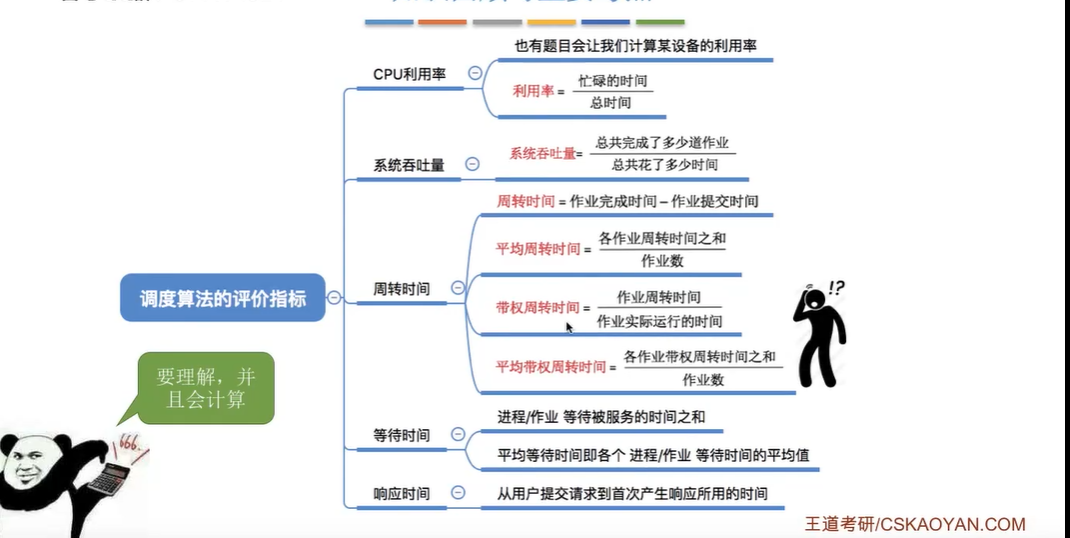 也有题目会让我们计算某设备的利用率
CPU利用率
利用率= 忙碌的时间
总时间
系统吞吐量
系统吞吐量= 总共完成了多少道作业
总共花了多少时间
周转时间
周转时间=作业完成时间–作业提交时间
平均周转时间= 各作业周转时间之和
作业数
带权周转时间= 作业周转时间
作业实际运行的时间
平均带权周转时间= 各作业带权周转时间之和
作业数
调度算法的评价指标
!?
要理解，并
且会计算
666..
等待时间
进程/作业 等待被服务的时间之和
平均等待时间即各个 进程/作业 等待时间的平均值
响应时间
从用户提交请求到首次产生响应所用的时间
王道考研/CSKAOYAN.COM